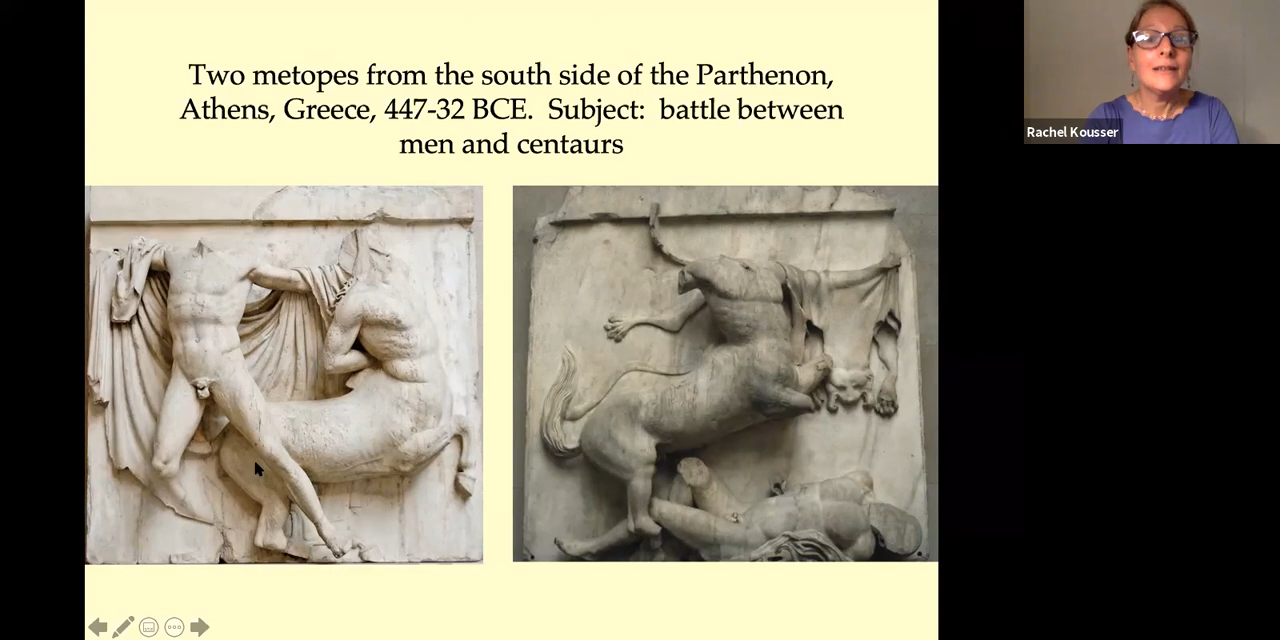 Two metopes from the south side of the Parthenon,
Athens, Greece, 447-32 BCE.  Subject:  battle between
men and centaurs
Rachel Kousser